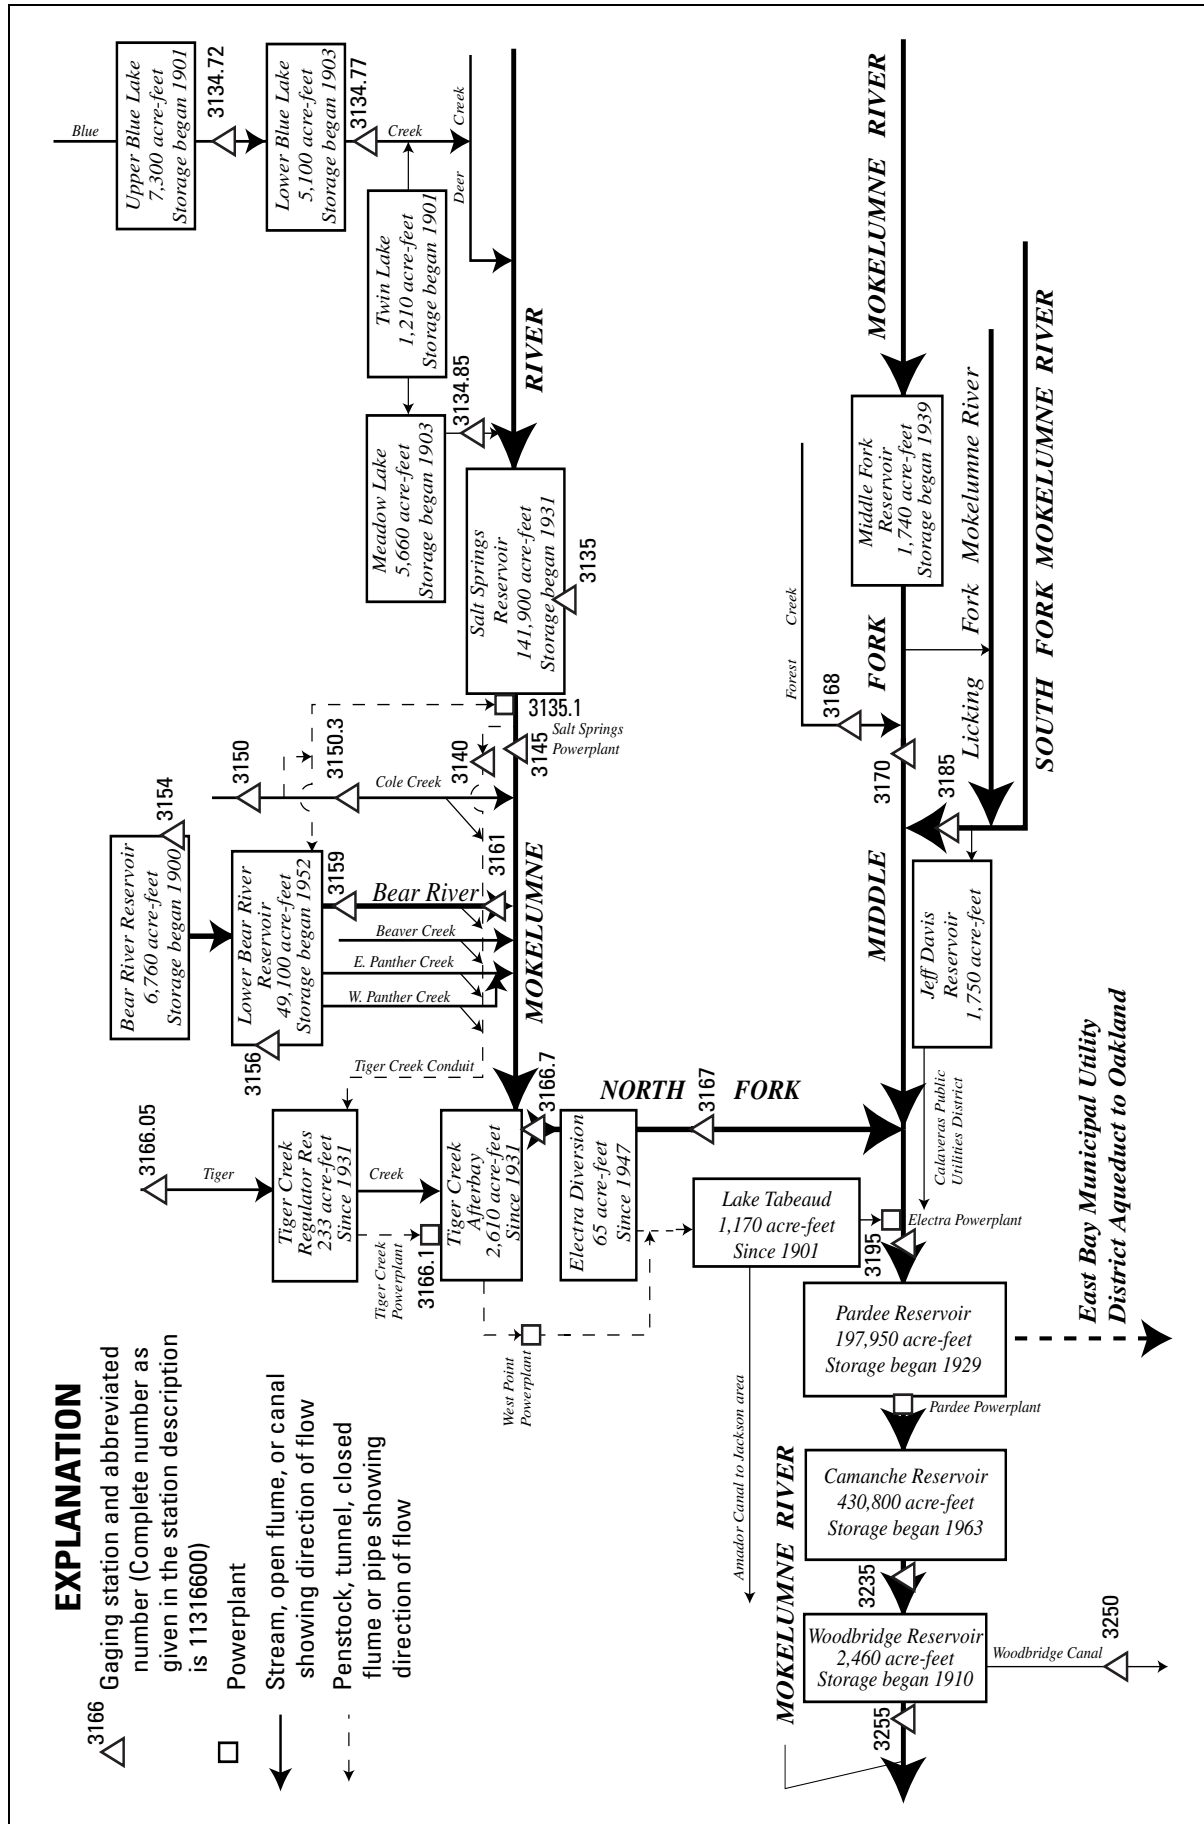 Blue
Upper Blue Lake
7,300 acre-feet
Storage began 1901
3134.72
Lower Blue Lake
5,100 acre-feet
Storage began 1903
3134.77
Creek
Deer Creek
Twin Lake
1,210 acre-feet
Storage began 1901
Meadow Lake
5,660 acre-feet
Storage began 1903
3134.85
RIVER
Salt Springs
Reservoir
141,900 acre-feet
Storage began 1931
3135
3135.1
Salt Springs
Powerplant
3145
3140
3150
3150.3
Cole Creek
3154
Bear River Reservoir
6,760 acre-feet
Storage began 1900
Lower Bear River
Reservoir
49,100 acre-feet
Storage began 1952
3156
3159
Bear River
3161
Beaver Creek
E. Panther Creek
W. Panther Creek
MOKELUMNE
Tiger Creek Conduit
3166.05
Tiger
Tiger Creek
Regulator Res
233 acre-feet
Since 1931
Creek
Tiger Creek
Powerplant
3166.1
Tiger Creek
Afterbay
2,610 acre-feet
Since 1931
3166.7
Electra Diversion
65 acre-feet
Since 1947
NORTH FORK
3167
West Point
Powerplant
Lake Tabeaud
1,170 acre-feet
Since 1901
Amador Canal to Jackson area
MOKELUMNE RIVER
Middle Fork
Reservoir
1,740 acre-feet
Storage began 1939
Forest Creek
3168
FORK
3170
Licking Fork Mokelumne River
SOUTH FORK MOKELUMNE RIVER
3185
MIDDLE
Jeff Davis
Reservoir
1,750 acre-feet
Calaveras Public
Utilities District
Electra Powerplant
3195
Pardee Reservoir
197,950 acre-feet
Storage began 1929
East Bay Municipal Utility
District Aqueduct to Oakland
Pardee Powerplant
Camanche Reservoir
430,800 acre-feet
Storage began 1963
MOKELUMNE RIVER
3235
Woodbridge Reservoir
2,460 acre-feet
Storage began 1910
Woodbridge Canal
3250
3255
EXPLANATION
3166
Gaging station and abbreviated
number (Complete number as
given in the station description
is 11316600)
Powerplant
Stream, open flume, or canal
showing direction of flow
Penstock, tunnel, closed
flume or pipe showing
direction of flow